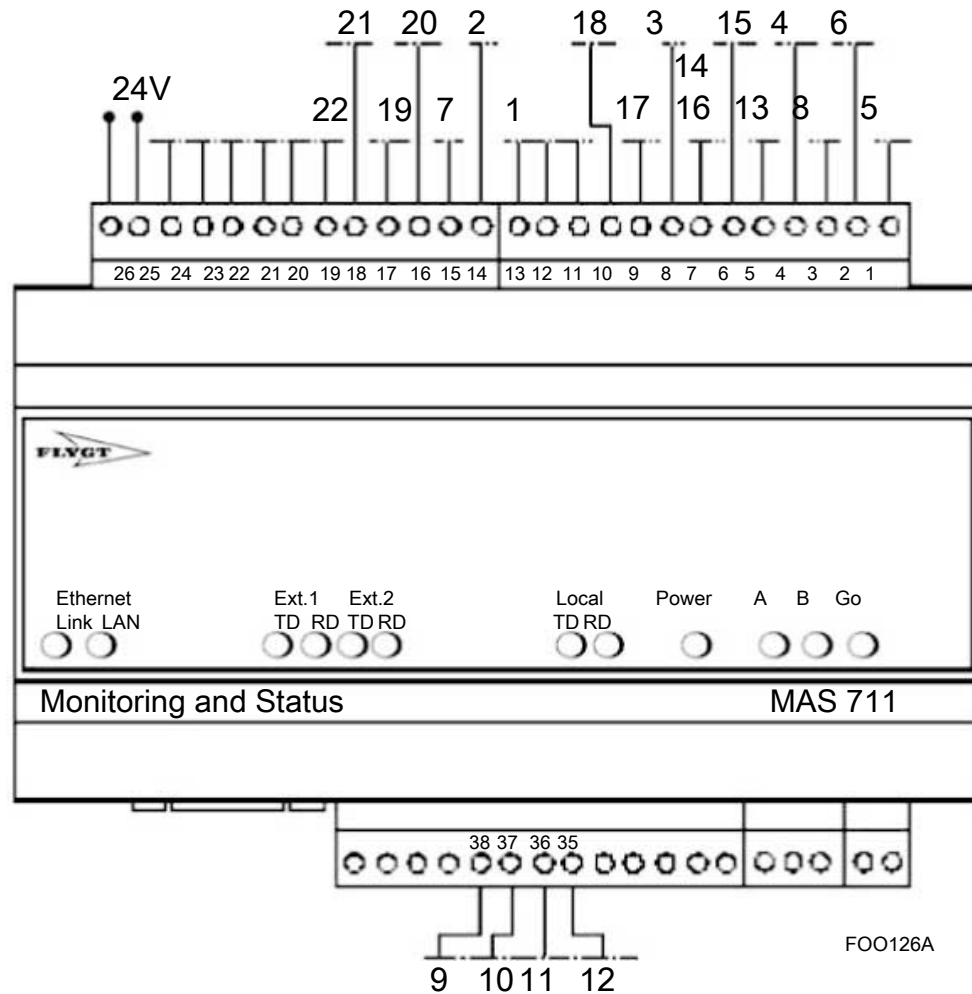 21 20 2 18 3 15 4 6
14
24V 22 19 7 1 17 16 13 8 5
26 25 24 23 22 21 20 19 18 17 16 15 14 13 12 11 10 9 8 7 6 5 4 3 2 1
FLYGT
Ethernet Ext.1 Ext.2 Local Power A B Go
Link LAN TD RD TD RD TD RD
Monitoring and Status MAS 711
38 37 36 35
FOO126A
9 10 11 12